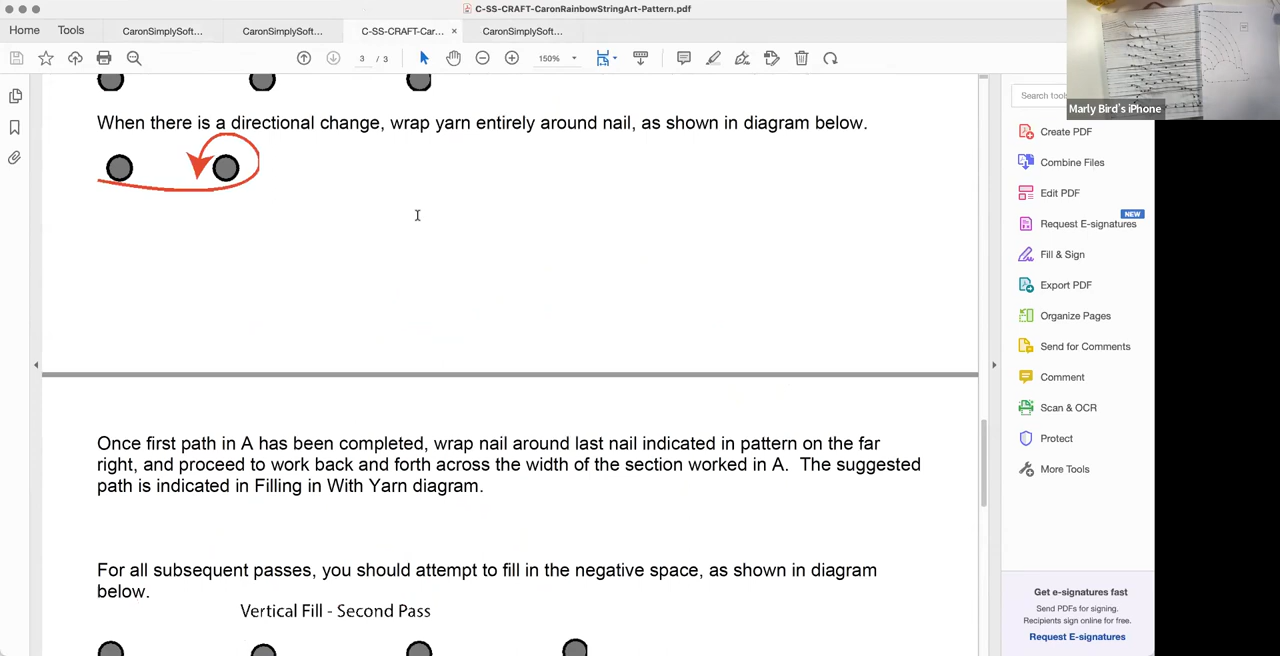 C-SS-CRAFT-CaronRainbowStringArt-Pattern.pdf
Home
Tools
CaronSimplySoft...
CaronSimplySoft...
C-SS-CRAFT-Car...
CaronSimplySoft...
3 / 3
150%
Marly Bird's iPhone
When there is a directional change, wrap yarn entirely around nail, as shown in diagram below.
Once first path in A has been completed, wrap nail around last nail indicated in pattern on the far
right, and proceed to work back and forth across the width of the section worked in A. The suggested
path is indicated in Filling in With Yarn diagram.
For all subsequent passes, you should attempt to fill in the negative space, as shown in diagram
below.
Vertical Fill - Second Pass
Search tools
Create PDF
Combine Files
Edit PDF
NEW
Request E-signatures
Fill & Sign
Export PDF
Organize Pages
Send for Comments
Comment
Scan & OCR
Protect
More Tools
Get e-signatures fast
Send PDFs for signing.
Recipients sign online for free.
Request E-signatures